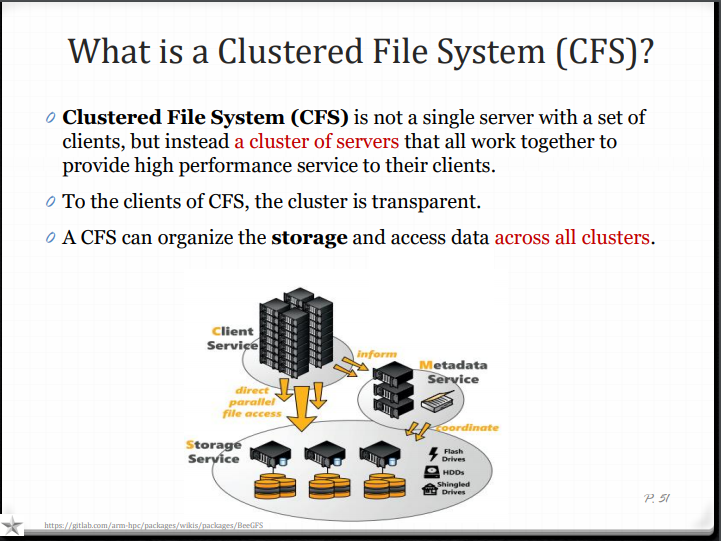 What is a Clustered File System (CFS)?
Clustered File System (CFS) is not a single server with a set of
clients, but instead a cluster of servers that all work together to
provide high performance service to their clients.
To the clients of CFS, the cluster is transparent.
A CFS can organize the storage and access data across all clusters.
Client
Service
inform
Metadata
Service
direct
parallel
file access
coordinate
Storage
Service
Flash
Drives
HDDs
Shingled
Drives
P. 51
https://gitlab.com/arm-hpc/packages/wikis/packages/BeeGFS